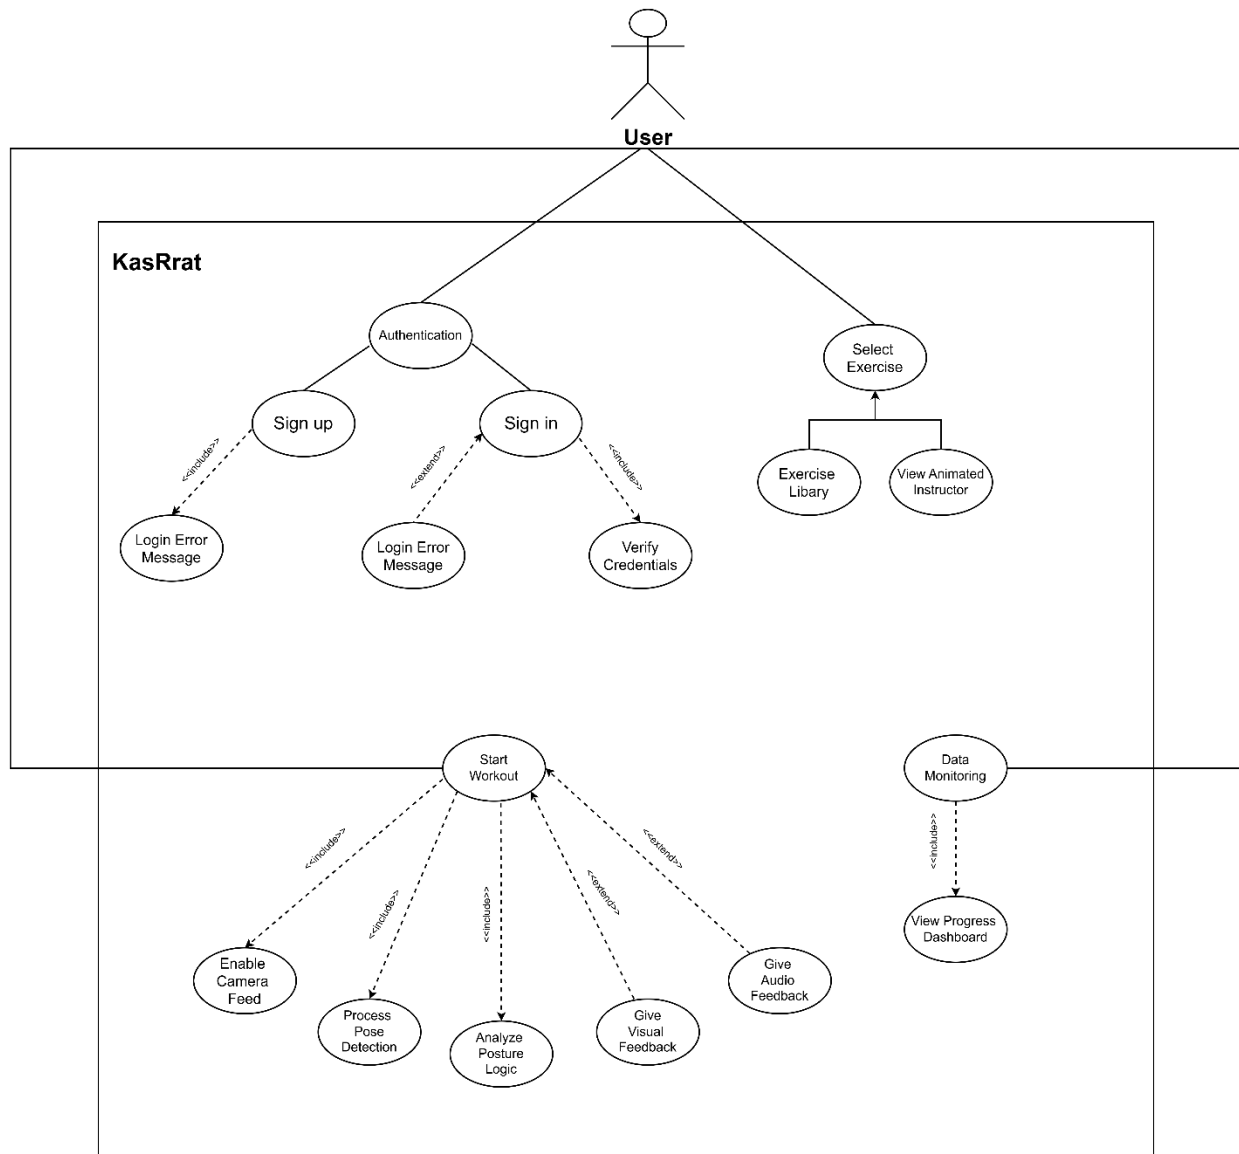 User
KasRrat
Authentication
Select
Exercise
Sign up
Sign in
<<include>>
<<extend>>
<<include>>
Exercise
Libary
View Animated
Instructor
Login Error
Message
Login Error
Message
Verify
Credentials
Start
Workout
Data
Monitoring
<<include>>
<<include>>
<<include>>
<<extend>>
<<extend>>
<<include>>
View Progress
Dashboard
Enable
Camera
Feed
Process
Pose
Detection
Analyze
Posture
Logic
Give
Visual
Feedback
Give
Audio
Feedback